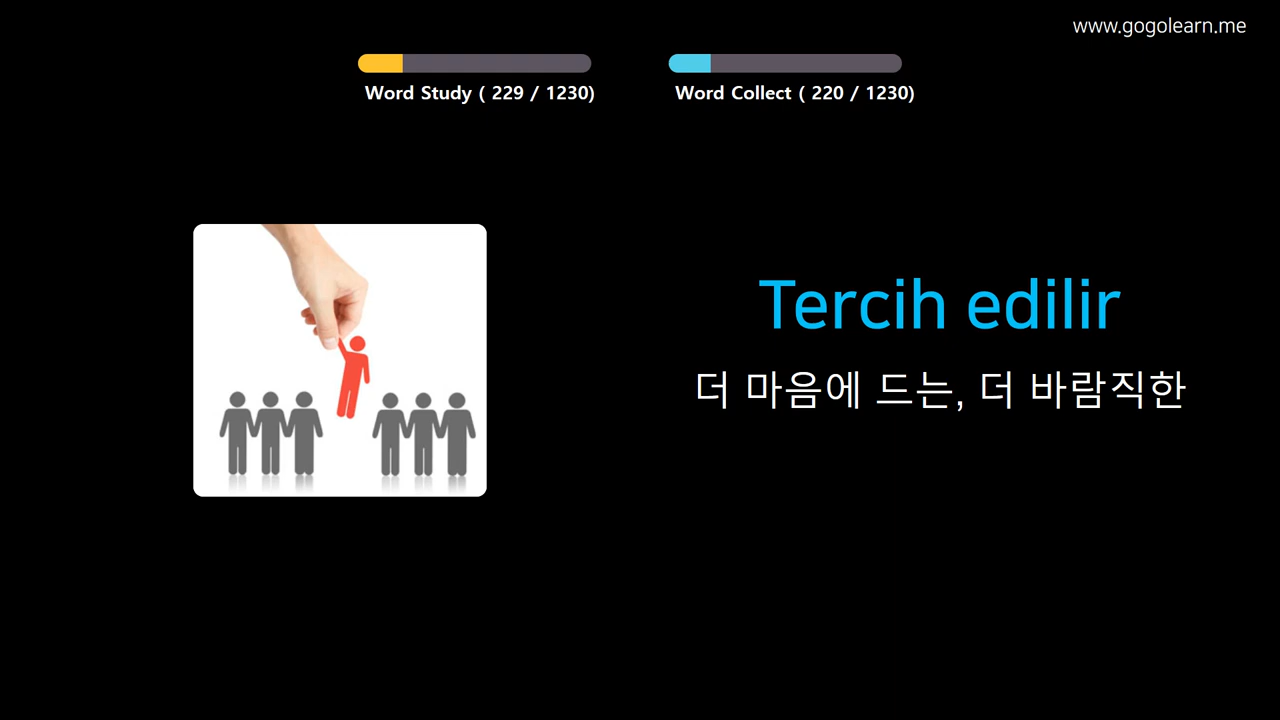 www.gogolearn.me
Word Study ( 229 / 1230)
Word Collect ( 220 / 1230)
Tercih edilir
더 마음에 드는, 더 바람직한